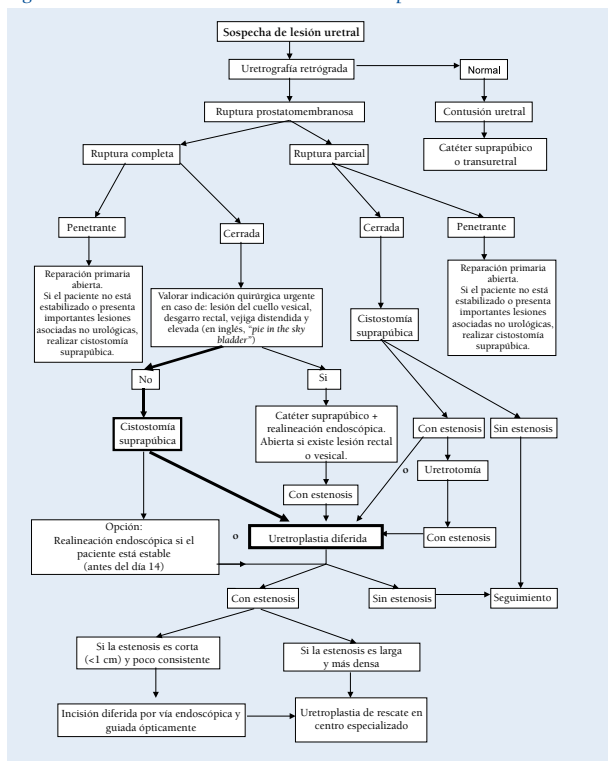 Sospecha de lesión uretral
Uretrografía retrógrada
Normal
Ruptura prostatomembranosa
Contusión uretral
Catéter suprapúbico
o transuretral
Ruptura completa
Ruptura parcial
Penetrante
Cerrada
Cerrada
Penetrante
Reparación primaria
abierta.
Si el paciente no está
estabilizado o presenta
importantes lesiones
asociadas no urológicas,
realizar cistostomía
suprapúbica.
Valorar indicación quirúrgica urgente
en caso de: lesión del cuello vesical,
desgarro rectal, vejiga distendida y
elevada (en inglés, “pie in the sky
bladder”)
Cistostomía
suprapúbica
Reparación primaria
abierta.
Si el paciente no está
estabilizado o presenta
importantes lesiones
asociadas no urológicas,
realizar cistostomía
suprapúbica.
No
Si
Cistostomía
suprapúbica
Catéter suprapúbico +
realineación endoscópica.
Abierta si existe lesión rectal
o vesical.
Con estenosis
Sin estenosis
o
Uretrotomía
Con estenosis
Opción:
Realineación endoscópica si el
paciente está estable
(antes del día 14)
o
Uretroplastia diferida
Con estenosis
Con estenosis
Sin estenosis
Seguimiento
Si la estenosis es corta
(<1 cm) y poco consistente
Si la estenosis es larga
y más densa
Incisión diferida por vía endoscópica y
guiada ópticamente
Uretroplastia de rescate en
centro especializado